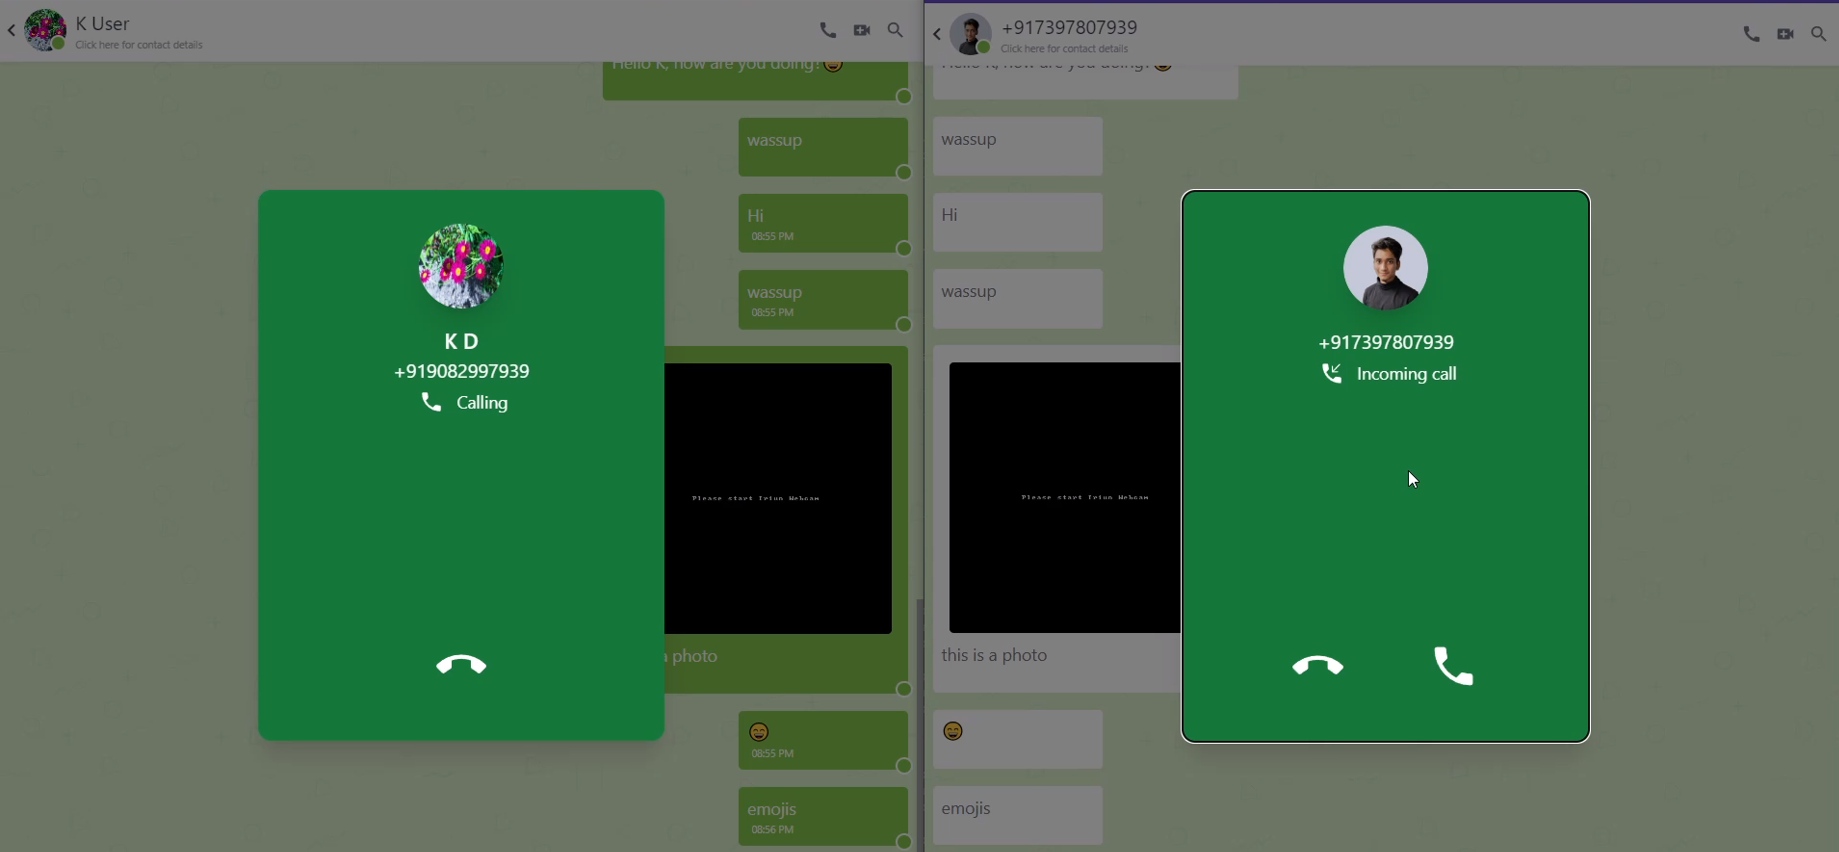 K User
Click here for contact details
Hello K, how are you doing?😄
wassup
Hi
08:55 PM
wassup
08:55 PM
K D
+919082997939
Calling
Please start Iriun Webcam
a photo
😄
08:55 PM
emojis
08:56 PM
+917397807939
Click here for contact details
Hello K, how are you doing?😄
wassup
Hi
wassup
+917397807939
Incoming call
Please start Iriun Webcam
this is a photo
😄
emojis